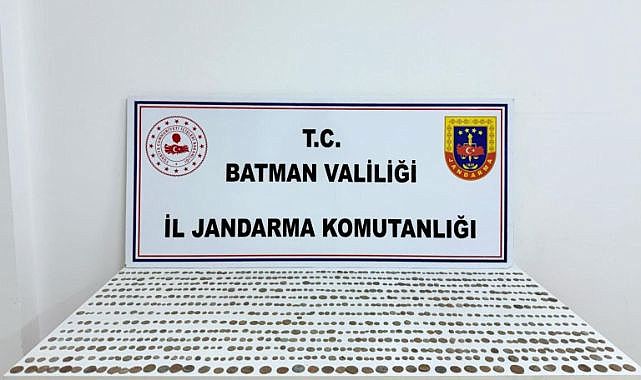 T.C.
BATMAN VALİLİĞİ
İL JANDARMA KOMUTANLIĞI
JANDARMA